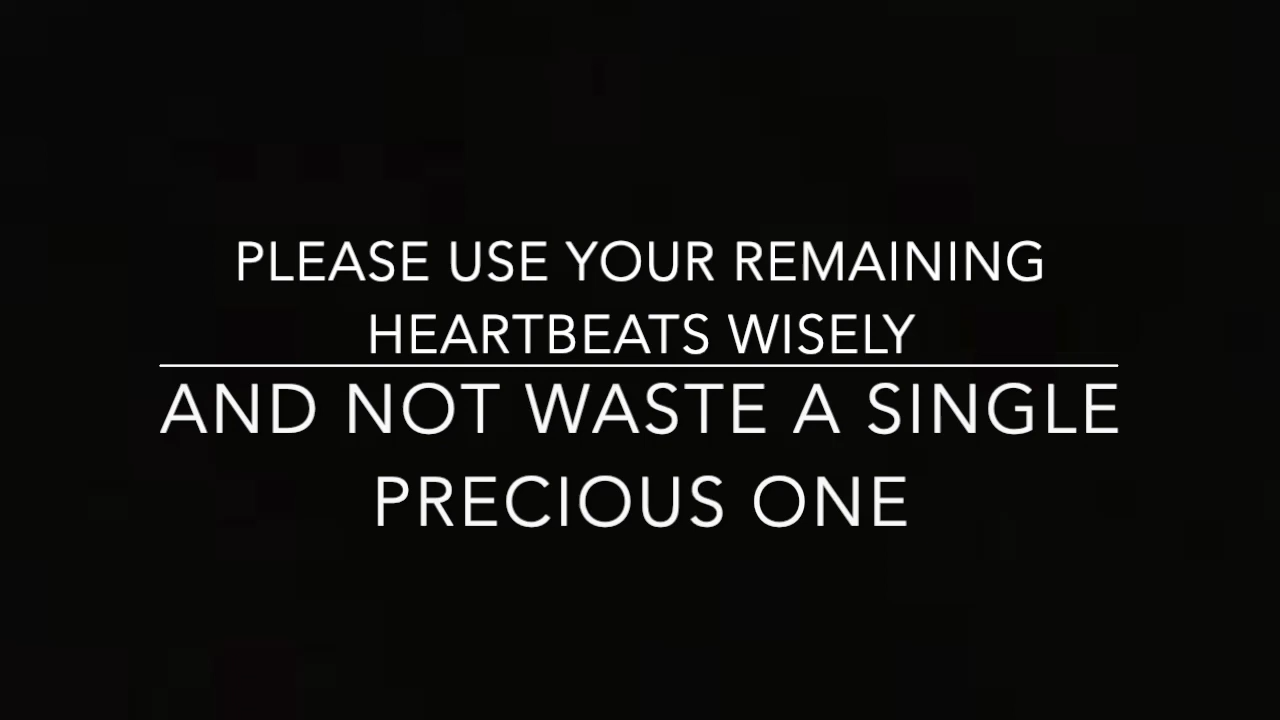 PLEASE USE YOUR REMAINING
HEARTBEATS WISELY
AND NOT WASTE A SINGLE
PRECIOUS ONE